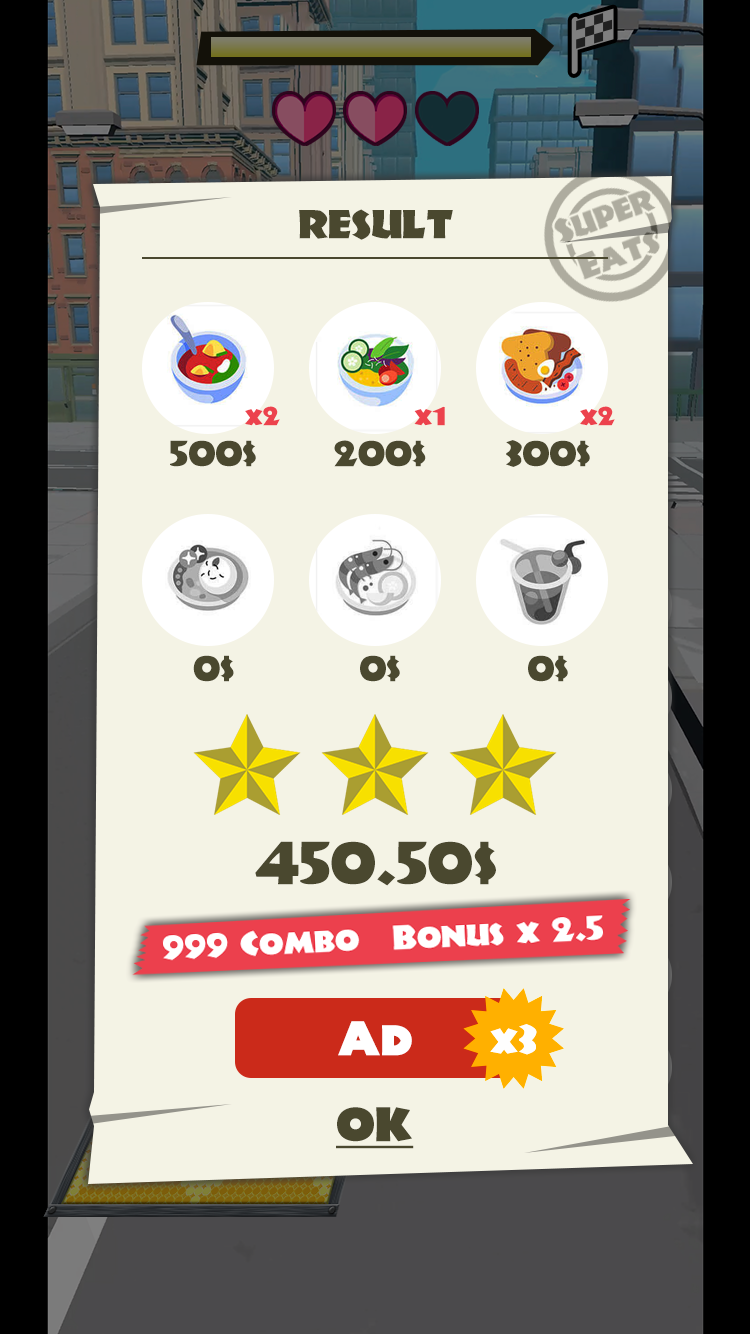 RESULT
SUPER
EATS
x2
x1
x2
500$
200$
300$
0$
0$
0$
450.50$
999 COMBO BONUS x 2.5
AD
x3
OK